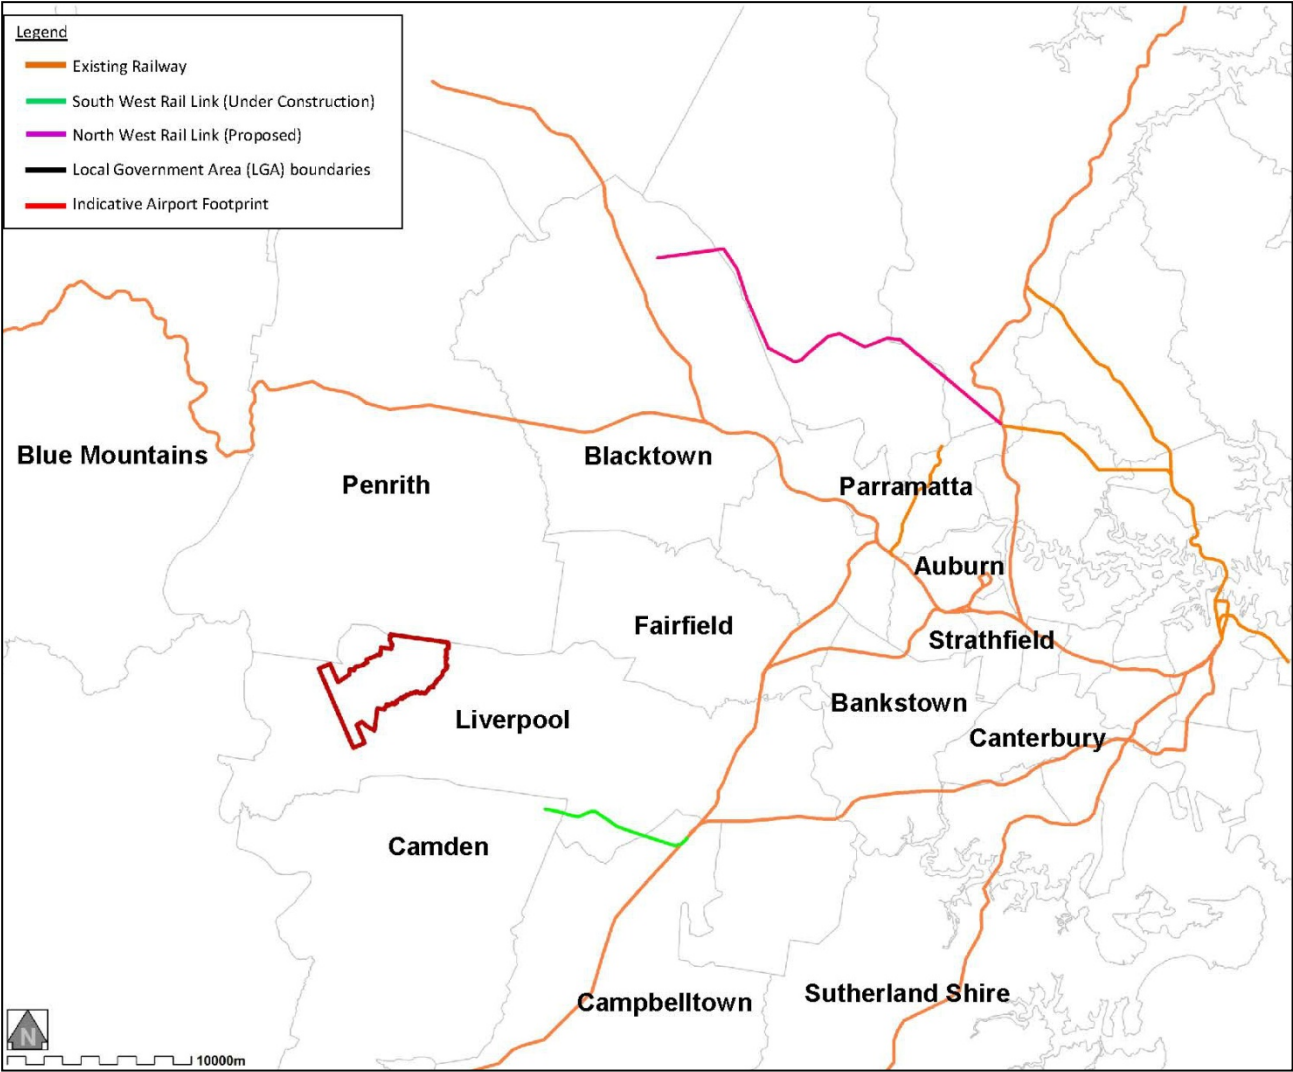 Legend
Existing Railway
South West Rail Link (Under Construction)
North West Rail Link (Proposed)
Local Government Area (LGA) boundaries
Indicative Airport Footprint
Blue Mountains
Penrith
Blacktown
Parramatta
Auburn
Fairfield
Strathfield
Liverpool
Bankstown
Canterbury
Camden
Campbelltown
Sutherland Shire
N
10000m